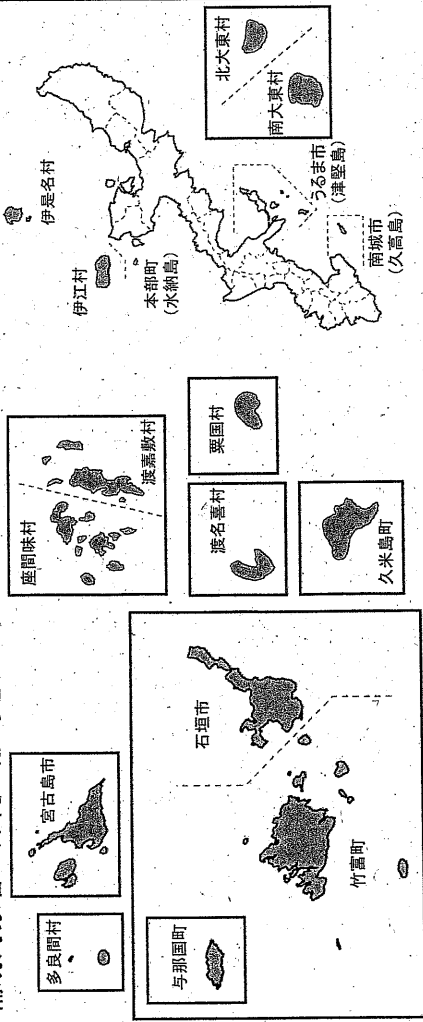 伊是名村
伊江村
本部町
(水納島)
北大東村
南大東村
うるま市
(津堅島)
南城市
(久高島)
座間味村
渡嘉敷村
粟国村
渡名喜村
久米島町
宮古島市
多良間村
石垣市
竹富町
与那国町